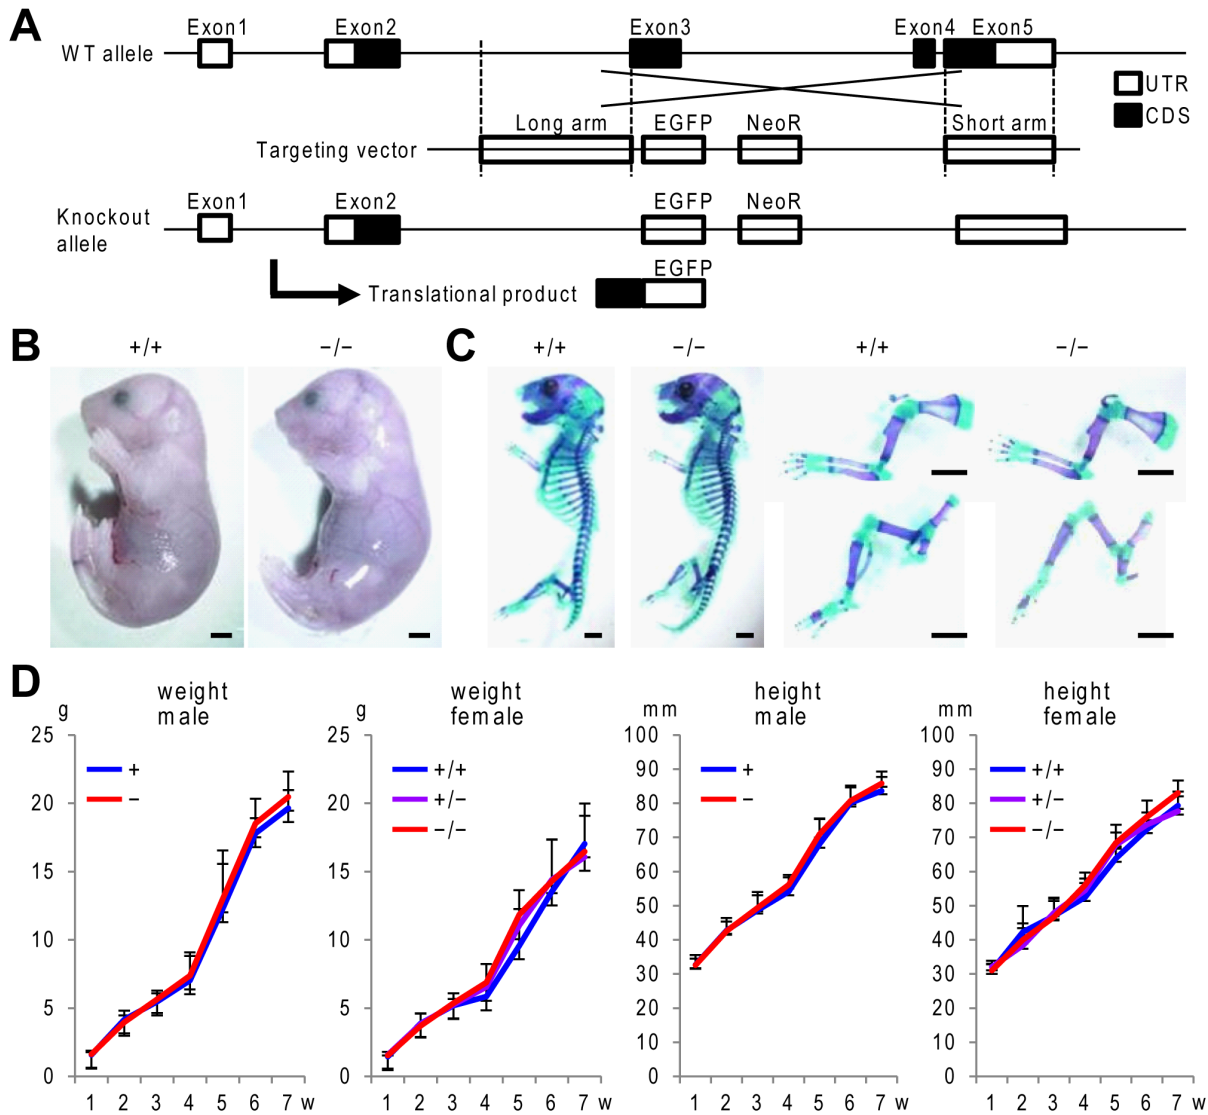 A
Exon1 Exon2 Exon3 Exon4 Exon5
WT allele
UTR
CDS
Long arm EGFP NeoR Short arm
Targeting vector
Exon1 Exon2 EGFP NeoR
Knockout
allele
EGFP
Translational product
B +/+ −/− C +/+ −/− +/+ −/−
D
weight
male
g
25
20
15
10
5
0
+
−
1 2 3 4 5 6 7 w
weight
female
g
25
20
15
10
5
0
+/+
+/−
−/−
1 2 3 4 5 6 7 w
height
male
mm
100
90
80
70
60
50
40
30
20
10
0
+
−
1 2 3 4 5 6 7 w
height
female
mm
100
90
80
70
60
50
40
30
20
10
0
+/+
+/−
−/−
1 2 3 4 5 6 7 w